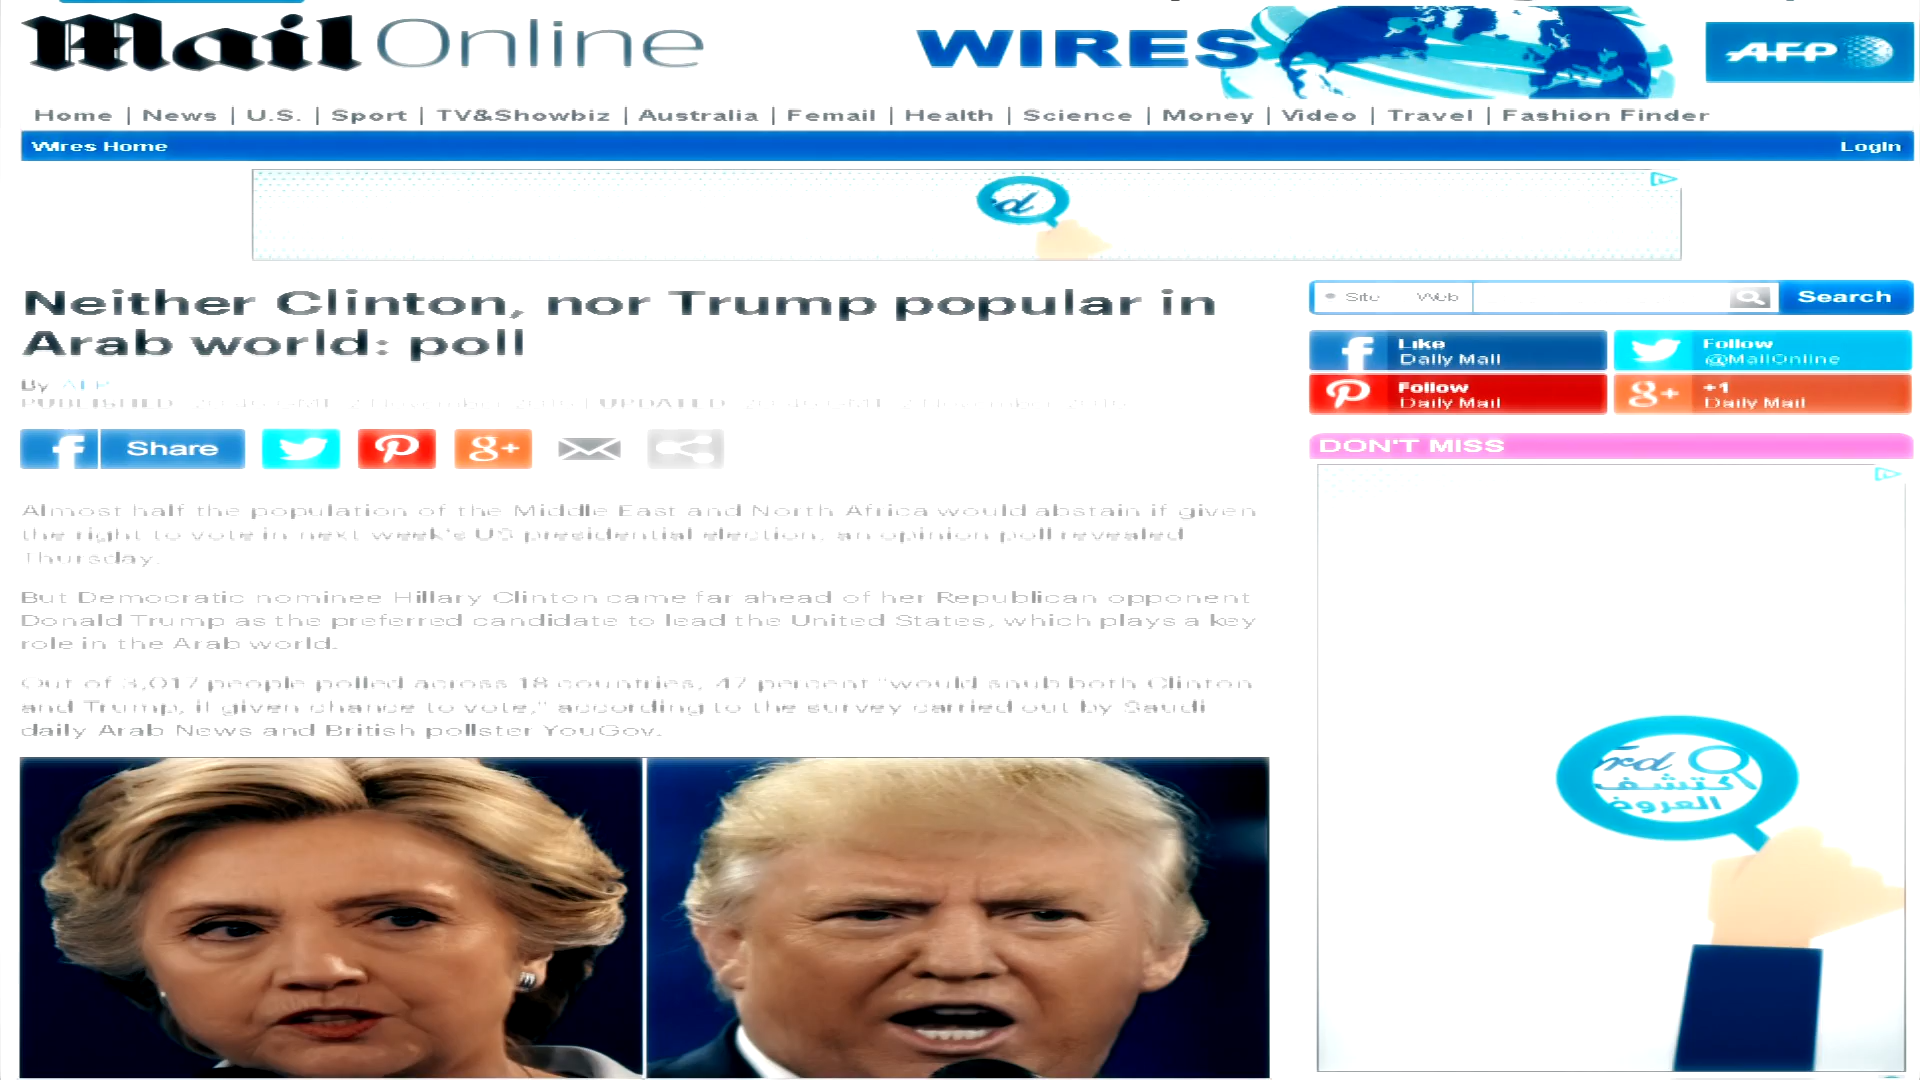 Mail Online
WIRES
AFP
Home | News | U.S. | Sport | TV&Showbiz | Australia | Femail | Health | Science | Money | Video | Travel | Fashion Finder
Wires Home
Login
rd
Neither Clinton, nor Trump popular in
Arab world: poll
Site Web Search
Like
Daily Mail
Follow
@MailOnline
Follow
Daily Mail
+1
Daily Mail
By AFP
PUBLISHED: | UPDATED:
Share
DON'T MISS
Almost half the population of the Middle East and North Africa would abstain if given
the right to vote in next week's US presidential election, an opinion poll revealed
Thursday.
But Democratic nominee Hillary Clinton came far ahead of her Republican opponent
Donald Trump as the preferred candidate to lead the United States, which plays a key
role in the Arab world.
Out of 3,017 people polled across 18 countries, 47 percent "would snub both Clinton
and Trump, if given chance to vote," according to the survey carried out by Saudi
daily Arab News and British pollster YouGov.
rd
اكتشف
العروض